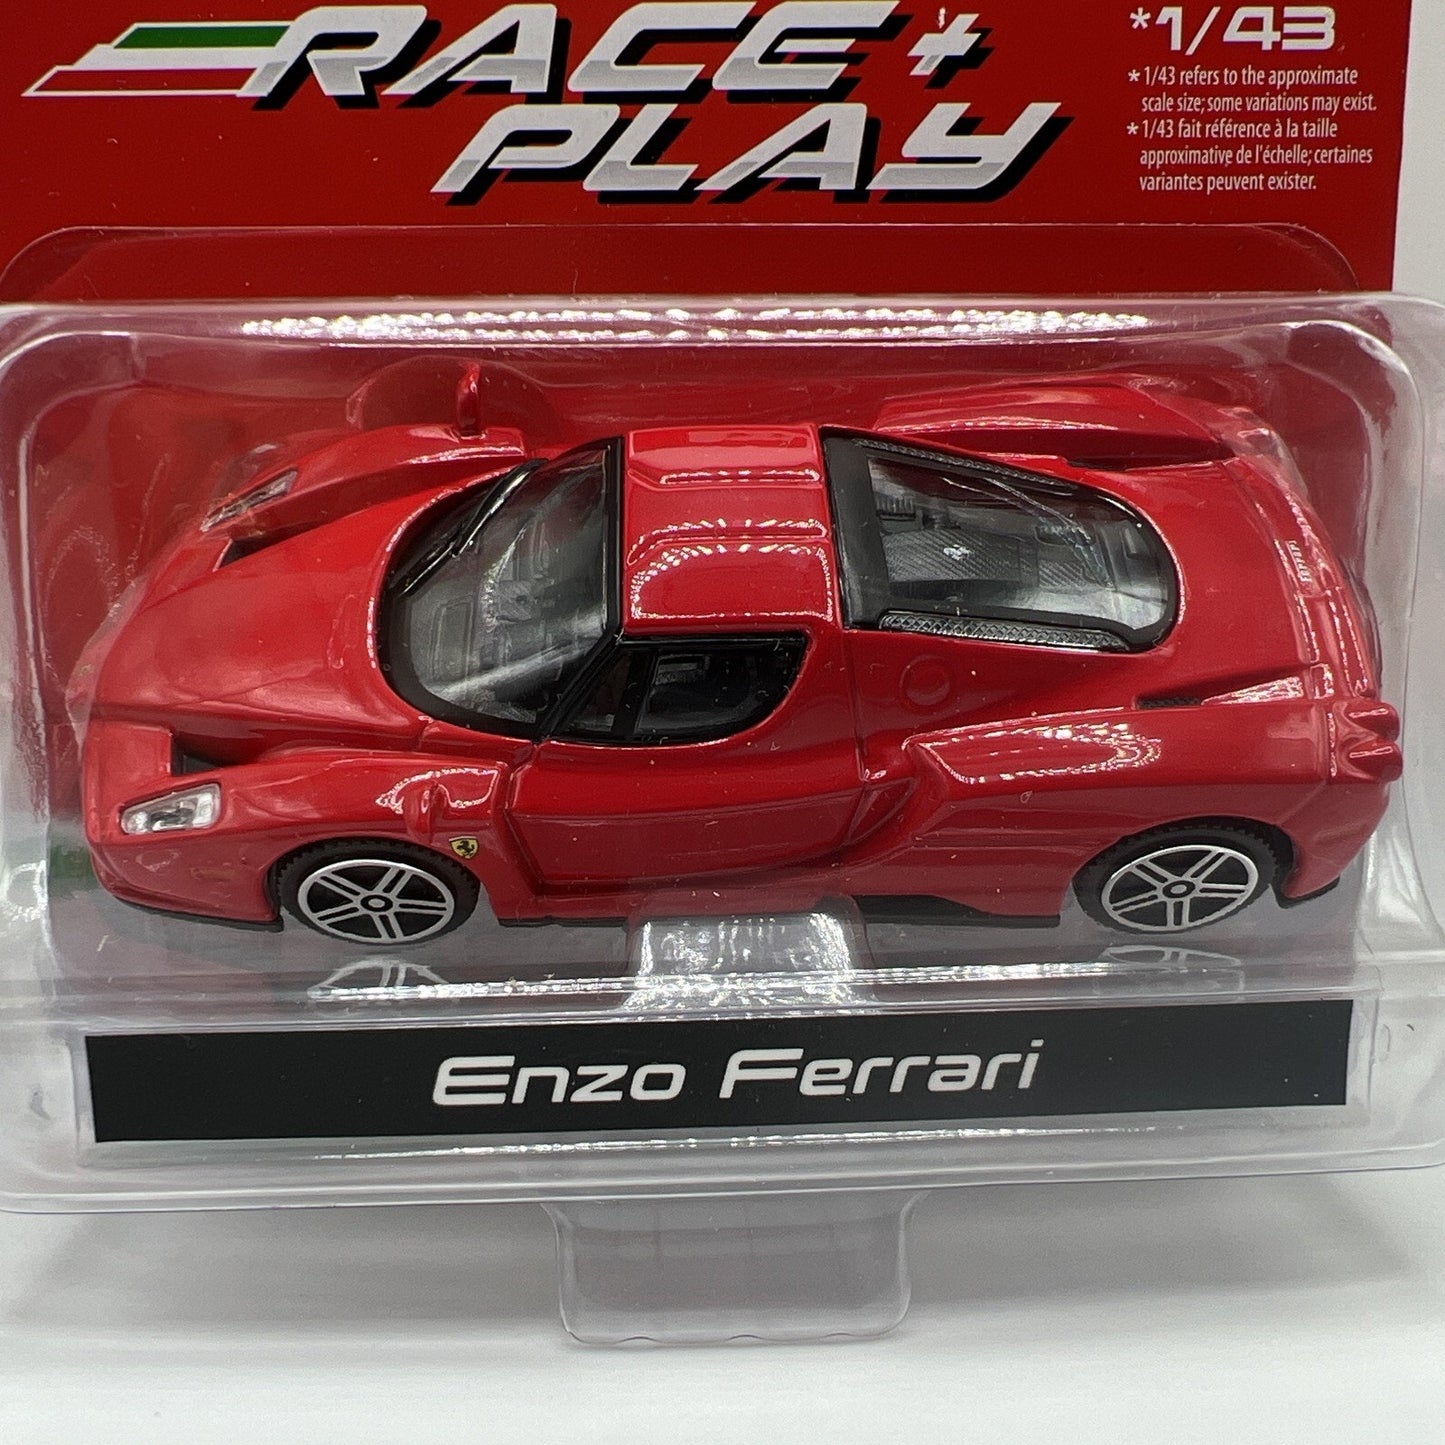 RACE+
PLAY
*1/43
* 1/43 refers to the approximate
scale size; some variations may exist.
* 1/43 fait référence à la taille
approximative de l'échelle; certaines
variantes peuvent exister.
Enzo Ferrari